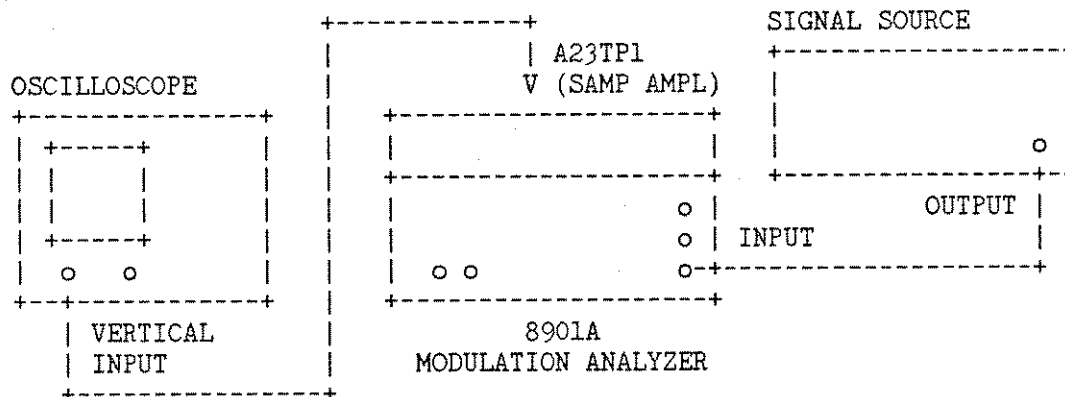 SIGNAL SOURCE
A23TP1
OSCILLOSCOPE
V (SAMP AMPL)
OUTPUT
INPUT
VERTICAL
INPUT
8901A
MODULATION ANALYZER